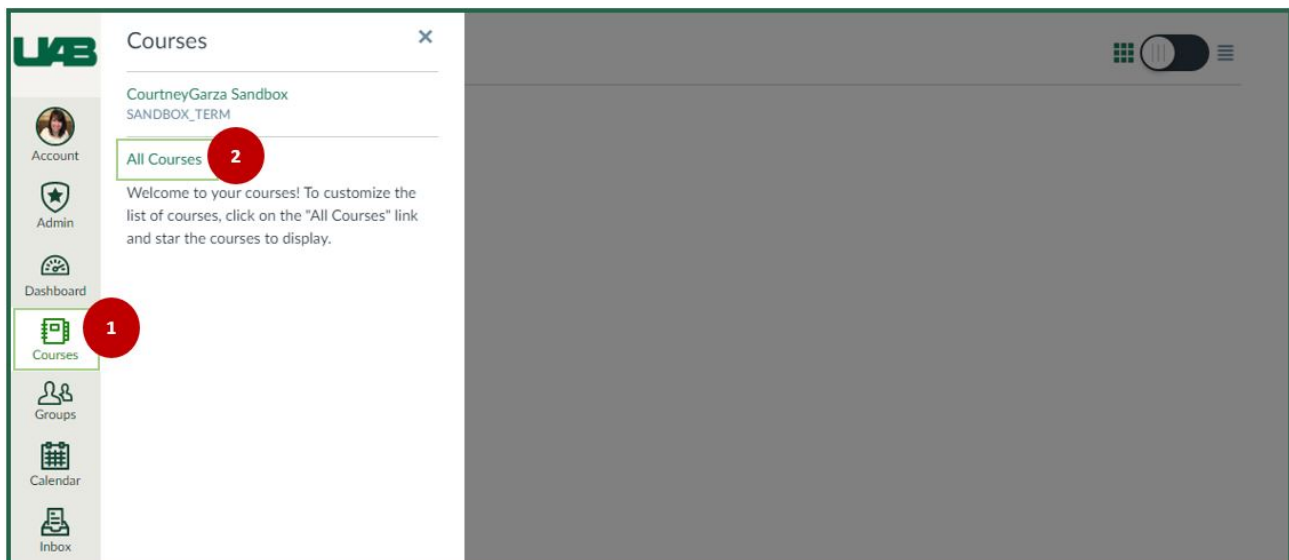 UAB
Account
Admin
Dashboard
Courses
1
Groups
Calendar
Inbox
Courses
CourtneyGarza Sandbox
SANDBOX_TERM
All Courses
2
Welcome to your courses! To customize the
list of courses, click on the "All Courses" link
and star the courses to display.